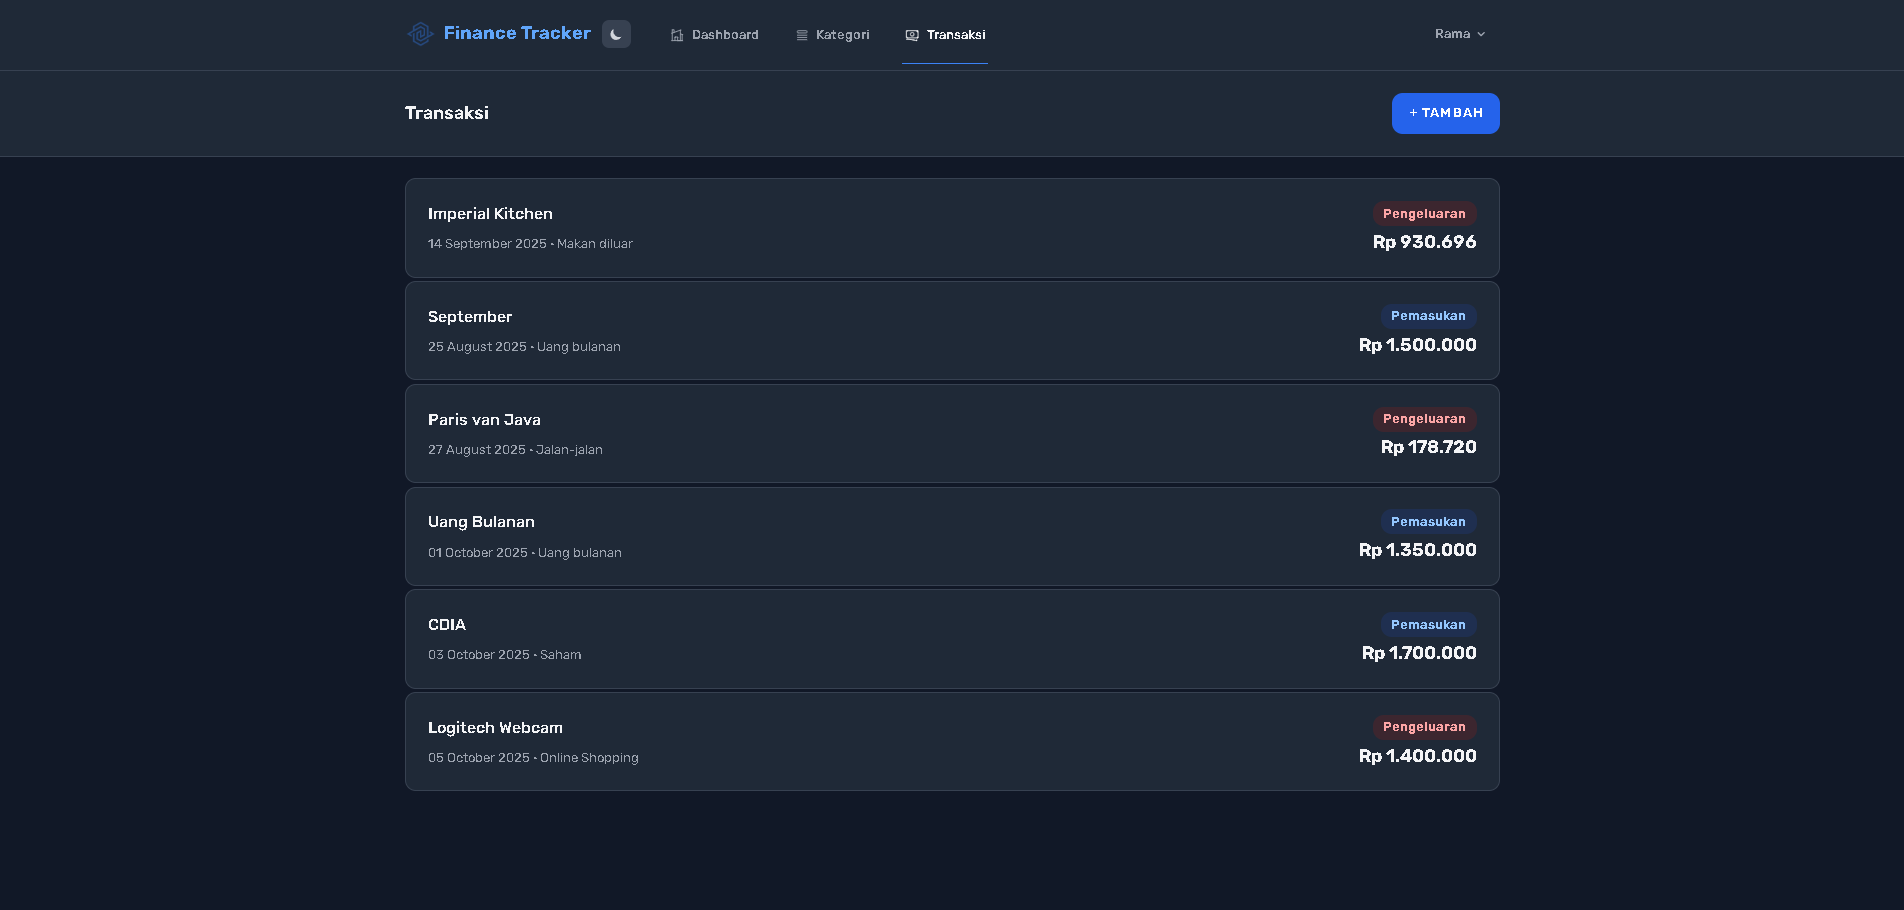 Finance Tracker
Dashboard
Kategori
Transaksi
Rama
Transaksi
+ TAMBAH
Imperial Kitchen
Pengeluaran
14 September 2025 • Makan diluar
Rp 930.696
September
Pemasukan
25 August 2025 • Uang bulanan
Rp 1.500.000
Paris van Java
Pengeluaran
27 August 2025 • Jalan-jalan
Rp 178.720
Uang Bulanan
Pemasukan
01 October 2025 • Uang bulanan
Rp 1.350.000
CDIA
Pemasukan
03 October 2025 • Saham
Rp 1.700.000
Logitech Webcam
Pengeluaran
05 October 2025 • Online Shopping
Rp 1.400.000